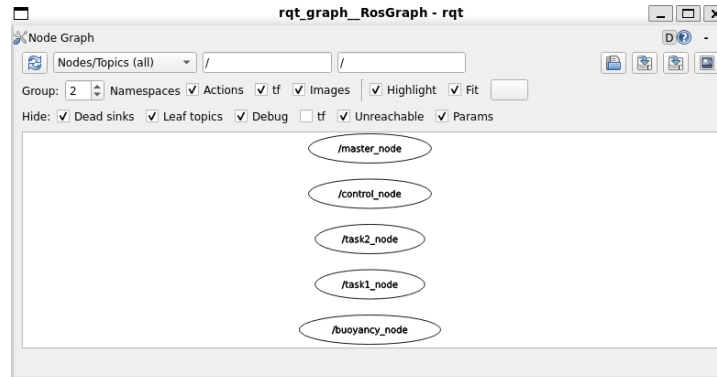 rqt_graph__RosGraph - rqt
Node Graph
D
-
Nodes/Topics (all) / /
Group: 2 Namespaces Actions tf Images Highlight Fit
Hide: Dead sinks Leaf topics Debug tf Unreachable Params
/master_node
/control_node
/task2_node
/task1_node
/buoyancy_node